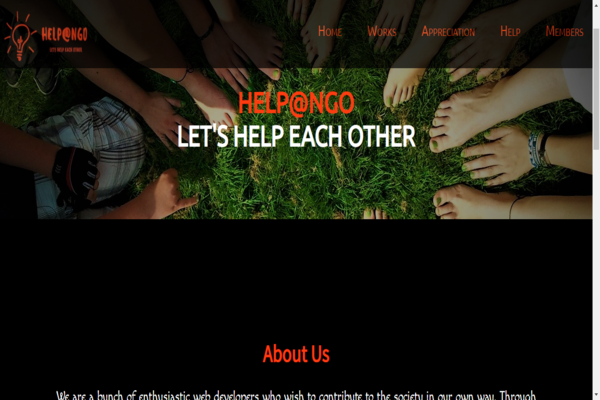 HELP@NGO
LET'S HELP EACH OTHER
Home Works Appreciation Help Members
HELP@NGO
LET'S HELP EACH OTHER
About Us
We are a bunch of enthusiastic web developers who wish to contribute to the society in our own way. Through